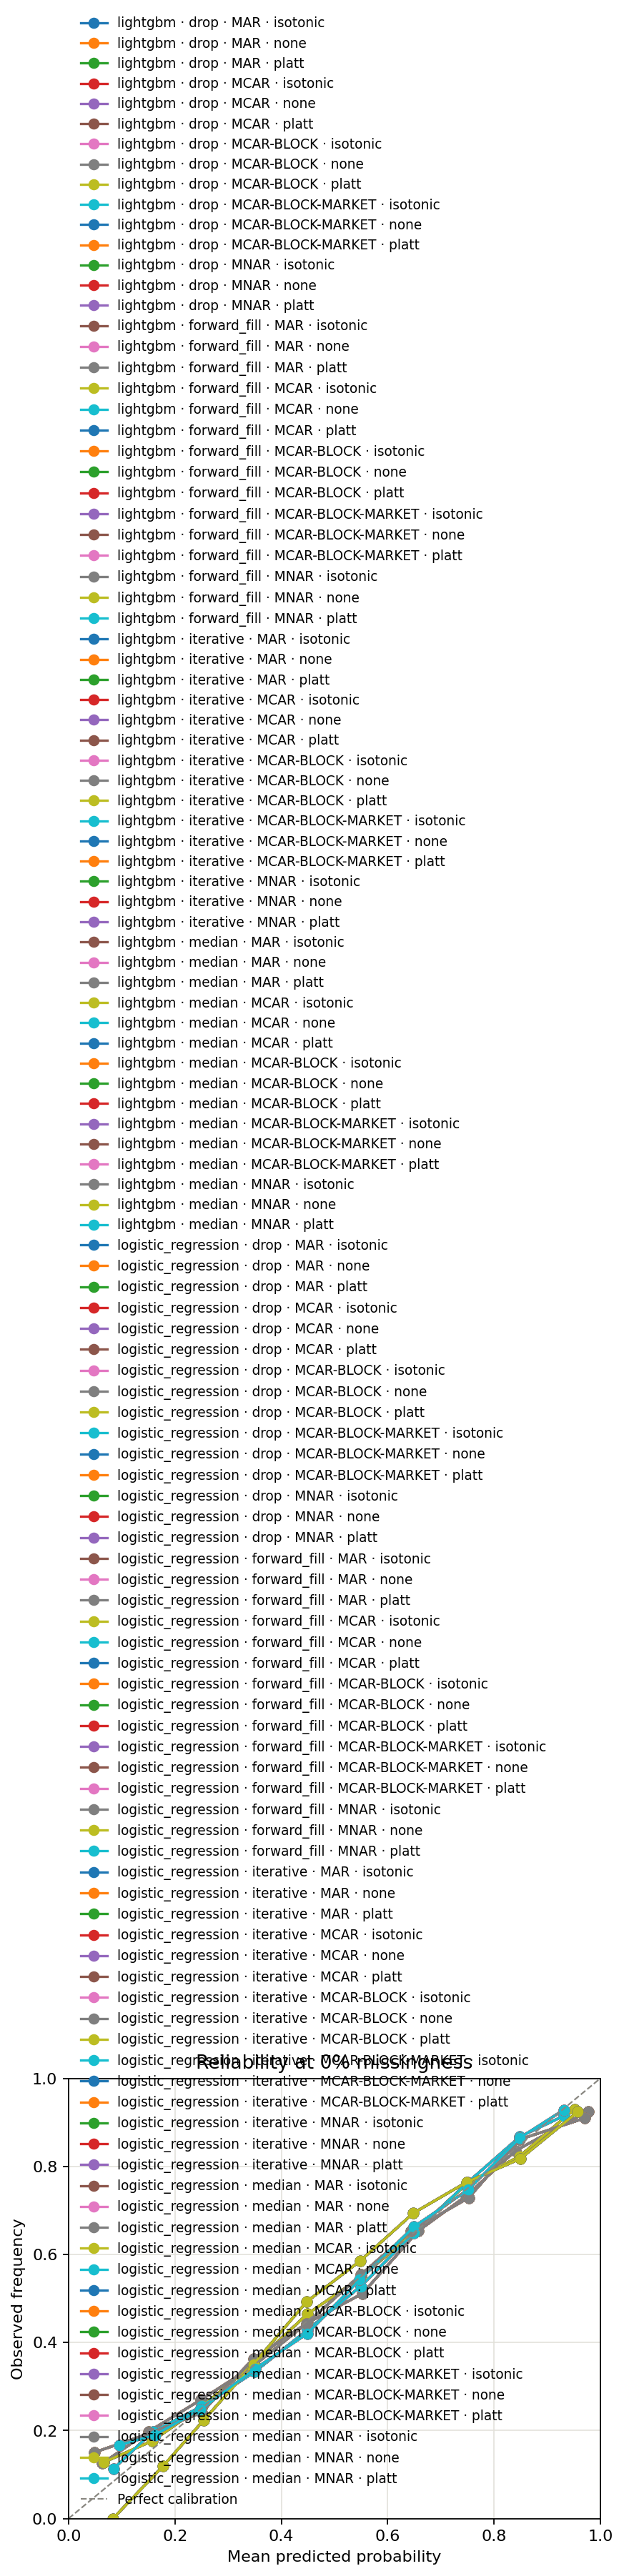 lightgbm · drop · MAR · isotonic
lightgbm · drop · MAR · none
lightgbm · drop · MAR · platt
lightgbm · drop · MCAR · isotonic
lightgbm · drop · MCAR · none
lightgbm · drop · MCAR · platt
lightgbm · drop · MCAR-BLOCK · isotonic
lightgbm · drop · MCAR-BLOCK · none
lightgbm · drop · MCAR-BLOCK · platt
lightgbm · drop · MCAR-BLOCK-MARKET · isotonic
lightgbm · drop · MCAR-BLOCK-MARKET · none
lightgbm · drop · MCAR-BLOCK-MARKET · platt
lightgbm · drop · MNAR · isotonic
lightgbm · drop · MNAR · none
lightgbm · drop · MNAR · platt
lightgbm · forward_fill · MAR · isotonic
lightgbm · forward_fill · MAR · none
lightgbm · forward_fill · MAR · platt
lightgbm · forward_fill · MCAR · isotonic
lightgbm · forward_fill · MCAR · none
lightgbm · forward_fill · MCAR · platt
lightgbm · forward_fill · MCAR-BLOCK · isotonic
lightgbm · forward_fill · MCAR-BLOCK · none
lightgbm · forward_fill · MCAR-BLOCK · platt
lightgbm · forward_fill · MCAR-BLOCK-MARKET · isotonic
lightgbm · forward_fill · MCAR-BLOCK-MARKET · none
lightgbm · forward_fill · MCAR-BLOCK-MARKET · platt
lightgbm · forward_fill · MNAR · isotonic
lightgbm · forward_fill · MNAR · none
lightgbm · forward_fill · MNAR · platt
lightgbm · iterative · MAR · isotonic
lightgbm · iterative · MAR · none
lightgbm · iterative · MAR · platt
lightgbm · iterative · MCAR · isotonic
lightgbm · iterative · MCAR · none
lightgbm · iterative · MCAR · platt
lightgbm · iterative · MCAR-BLOCK · isotonic
lightgbm · iterative · MCAR-BLOCK · none
lightgbm · iterative · MCAR-BLOCK · platt
lightgbm · iterative · MCAR-BLOCK-MARKET · isotonic
lightgbm · iterative · MCAR-BLOCK-MARKET · none
lightgbm · iterative · MCAR-BLOCK-MARKET · platt
lightgbm · iterative · MNAR · isotonic
lightgbm · iterative · MNAR · none
lightgbm · iterative · MNAR · platt
lightgbm · median · MAR · isotonic
lightgbm · median · MAR · none
lightgbm · median · MAR · platt
lightgbm · median · MCAR · isotonic
lightgbm · median · MCAR · none
lightgbm · median · MCAR · platt
lightgbm · median · MCAR-BLOCK · isotonic
lightgbm · median · MCAR-BLOCK · none
lightgbm · median · MCAR-BLOCK · platt
lightgbm · median · MCAR-BLOCK-MARKET · isotonic
lightgbm · median · MCAR-BLOCK-MARKET · none
lightgbm · median · MCAR-BLOCK-MARKET · platt
lightgbm · median · MNAR · isotonic
lightgbm · median · MNAR · none
lightgbm · median · MNAR · platt
logistic_regression · drop · MAR · isotonic
logistic_regression · drop · MAR · none
logistic_regression · drop · MAR · platt
logistic_regression · drop · MCAR · isotonic
logistic_regression · drop · MCAR · none
logistic_regression · drop · MCAR · platt
logistic_regression · drop · MCAR-BLOCK · isotonic
logistic_regression · drop · MCAR-BLOCK · none
logistic_regression · drop · MCAR-BLOCK · platt
logistic_regression · drop · MCAR-BLOCK-MARKET · isotonic
logistic_regression · drop · MCAR-BLOCK-MARKET · none
logistic_regression · drop · MCAR-BLOCK-MARKET · platt
logistic_regression · drop · MNAR · isotonic
logistic_regression · drop · MNAR · none
logistic_regression · drop · MNAR · platt
logistic_regression · forward_fill · MAR · isotonic
logistic_regression · forward_fill · MAR · none
logistic_regression · forward_fill · MAR · platt
logistic_regression · forward_fill · MCAR · isotonic
logistic_regression · forward_fill · MCAR · none
logistic_regression · forward_fill · MCAR · platt
logistic_regression · forward_fill · MCAR-BLOCK · isotonic
logistic_regression · forward_fill · MCAR-BLOCK · none
logistic_regression · forward_fill · MCAR-BLOCK · platt
logistic_regression · forward_fill · MCAR-BLOCK-MARKET · isotonic
logistic_regression · forward_fill · MCAR-BLOCK-MARKET · none
logistic_regression · forward_fill · MCAR-BLOCK-MARKET · platt
logistic_regression · forward_fill · MNAR · isotonic
logistic_regression · forward_fill · MNAR · none
logistic_regression · forward_fill · MNAR · platt
logistic_regression · iterative · MAR · isotonic
logistic_regression · iterative · MAR · none
logistic_regression · iterative · MAR · platt
logistic_regression · iterative · MCAR · isotonic
logistic_regression · iterative · MCAR · none
logistic_regression · iterative · MCAR · platt
logistic_regression · iterative · MCAR-BLOCK · isotonic
logistic_regression · iterative · MCAR-BLOCK · none
logistic_regression · iterative · MCAR-BLOCK · platt
logistic_regression · iterative · MCAR-BLOCK-MARKET · isotonic
Reliability at 0% missingness
logistic_regression · iterative · MCAR-BLOCK-MARKET · none
logistic_regression · iterative · MCAR-BLOCK-MARKET · platt
logistic_regression · iterative · MNAR · isotonic
logistic_regression · iterative · MNAR · none
logistic_regression · iterative · MNAR · platt
logistic_regression · median · MAR · isotonic
logistic_regression · median · MAR · none
logistic_regression · median · MAR · platt
logistic_regression · median · MCAR · isotonic
logistic_regression · median · MCAR · none
logistic_regression · median · MCAR · platt
logistic_regression · median · MCAR-BLOCK · isotonic
logistic_regression · median · MCAR-BLOCK · none
logistic_regression · median · MCAR-BLOCK · platt
logistic_regression · median · MCAR-BLOCK-MARKET · isotonic
logistic_regression · median · MCAR-BLOCK-MARKET · none
logistic_regression · median · MCAR-BLOCK-MARKET · platt
logistic_regression · median · MNAR · isotonic
logistic_regression · median · MNAR · none
logistic_regression · median · MNAR · platt
Perfect calibration
Observed frequency
1.0
0.8
0.6
0.4
0.2
0.0
0.0 0.2 0.4 0.6 0.8 1.0
Mean predicted probability